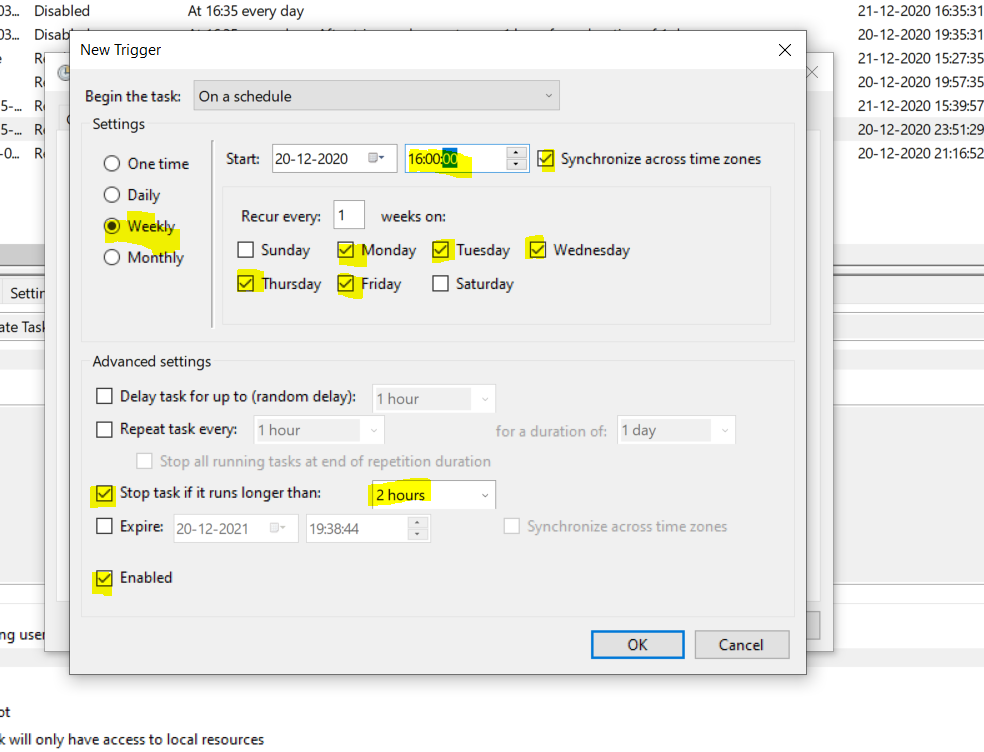 03... Disabled At 16:35 every day 21-12-2020 16:35:31
03... 20-12-2020 19:35:31
New Trigger
21-12-2020 15:27:35
20-12-2020 19:57:35
Begin the task: On a schedule
5-... 21-12-2020 15:39:57
Settings
5-... 20-12-2020 23:51:29
-0... 20-12-2020 21:16:52
One time
Start: 20-12-2020 16:00:00 Synchronize across time zones
Daily
Weekly
Recur every: 1 weeks on:
Monthly
Sunday Monday Tuesday Wednesday
Thursday Friday Saturday
Settin
ate Task
Advanced settings
Delay task for up to (random delay): 1 hour
Repeat task every: 1 hour for a duration of: 1 day
Stop all running tasks at end of repetition duration
Stop task if it runs longer than: 2 hours
Expire: 20-12-2021 19:38:44 Synchronize across time zones
Enabled
ng user
OK Cancel
ot
k will only have access to local resources